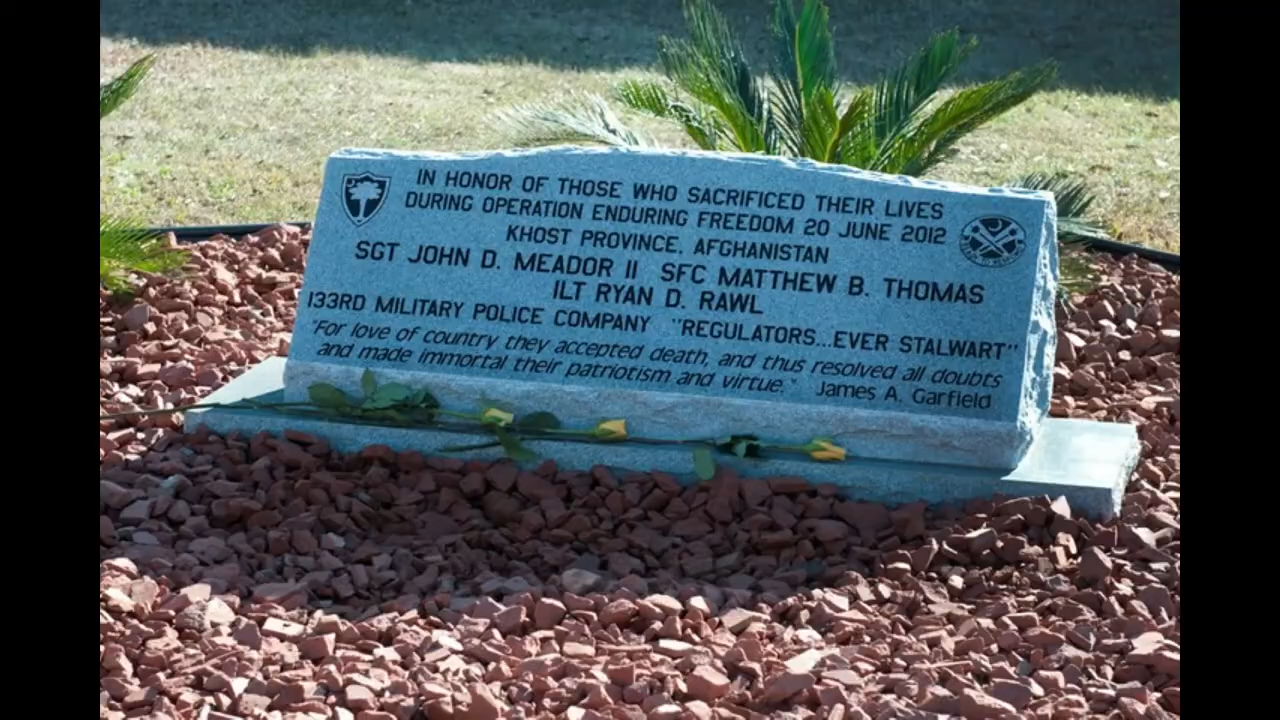 IN HONOR OF THOSE WHO SACRIFICED THEIR LIVES
DURING OPERATION ENDURING FREEDOM 20 JUNE 2012
KHOST PROVINCE, AFGHANISTAN
SGT JOHN D. MEADOR II SFC MATTHEW B. THOMAS
1LT RYAN D. RAWL
133RD MILITARY POLICE COMPANY "REGULATORS...EVER STALWART"
"For love of country they accepted death, and thus resolved all doubts
and made immortal their patriotism and virtue." James A. Garfield